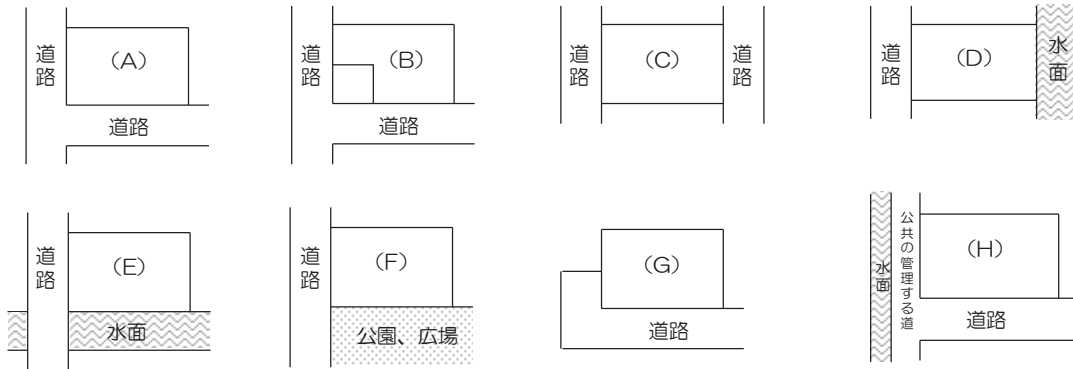 道路
（A）
道路
道路
（B）
道路
道路
（C）
道路
道路
（D）
水面
道路
（E）
水面
道路
（F）
公園、広場
（G）
道路
水面
公共の管理する道
（H）
道路